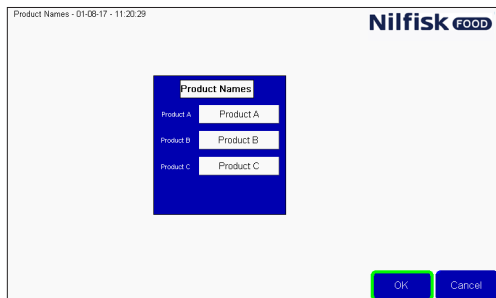 Product Names - 01-08-17 - 11:20:29
Nilfisk FOOD
Product Names
Product A Product A
Product B Product B
Product C Product C
OK Cancel